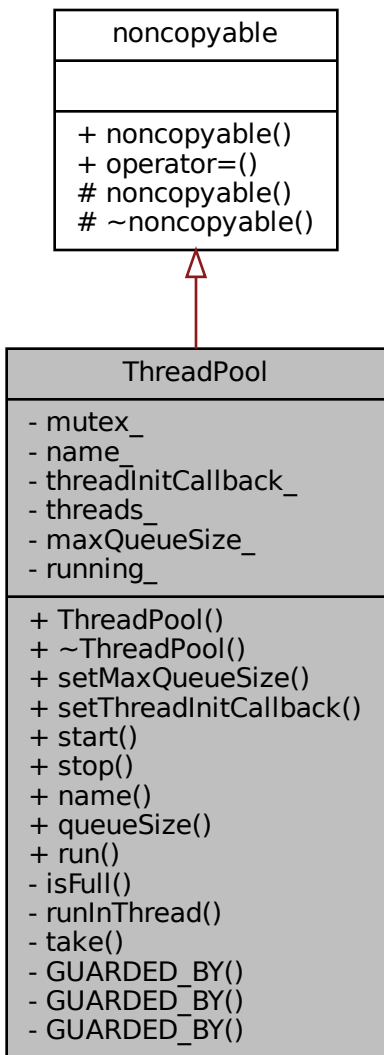 noncopyable
+ noncopyable()
+ operator=()
# noncopyable()
# ~noncopyable()
ThreadPool
- mutex_
- name_
- threadInitCallback_
- threads_
- maxQueueSize_
- running_
+ ThreadPool()
+ ~ThreadPool()
+ setMaxQueueSize()
+ setThreadInitCallback()
+ start()
+ stop()
+ name()
+ queueSize()
+ run()
- isFull()
- runInThread()
- take()
- GUARDED_BY()
- GUARDED_BY()
- GUARDED_BY()